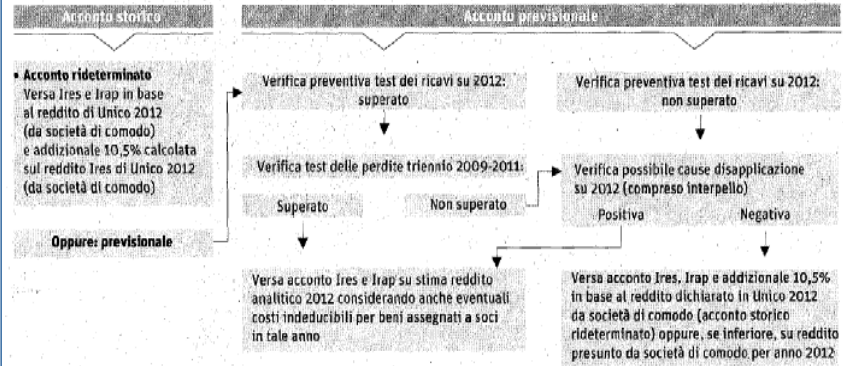 Acconto storico
Acconto previsionale
• Acconto rideterminato
Versa Ires e Irap in base
al reddito di Unico 2012
(da società di comodo)
e addizionale 10,5% calcolata
sul reddito Ires di Unico 2012
(da società di comodo)
Oppure: previsionale
Verifica preventiva test dei ricavi su 2012:
superato
Verifica test delle perdite triennio 2009-2011:
Superato
Non superato
Versa acconto Ires e Irap su stima reddito
analitico 2012 considerando anche eventuali
costi indeducibili per beni assegnati a soci
in tale anno
Verifica preventiva test dei ricavi su 2012:
non superato
Verifica possibile cause disapplicazione
su 2012 (compreso interpello)
Positiva
Negativa
Versa acconto Ires, Irap e addizionale 10,5%
in base al reddito dichiarato in Unico 2012
da società di comodo (acconto storico
rideterminato) oppure, se inferiore, su reddito
presunto da società di comodo per anno 2012